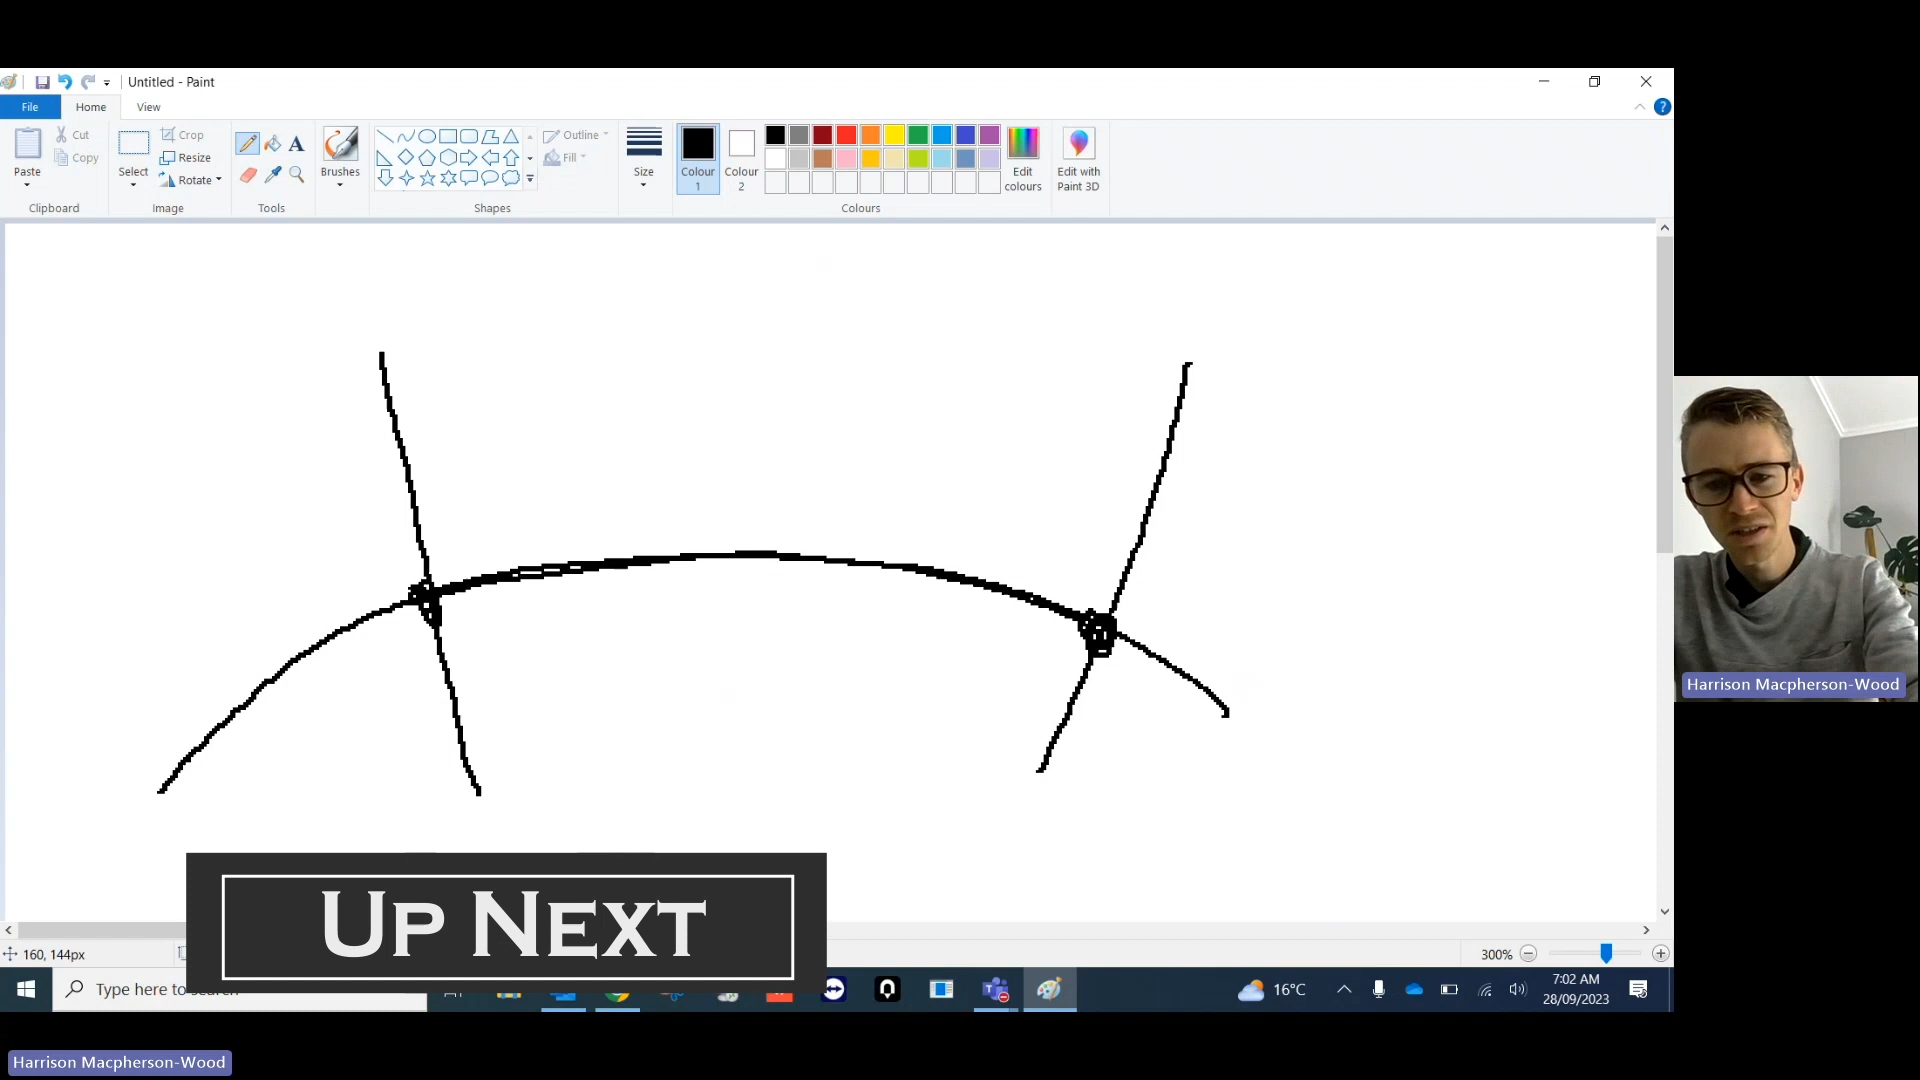 Untitled - Paint
File Home View
Paste
Cut
Copy
Clipboard
Select
Crop
Resize
Rotate
Image
Tools
Brushes
Shapes
Outline
Fill
Size
Colour 1
Colour 2
Edit colours
Edit with Paint 3D
Colours
Harrison Macpherson-Wood
Up Next
160, 144px
300%
Type here to search
16°C
7:02 AM
28/09/2023
Harrison Macpherson-Wood